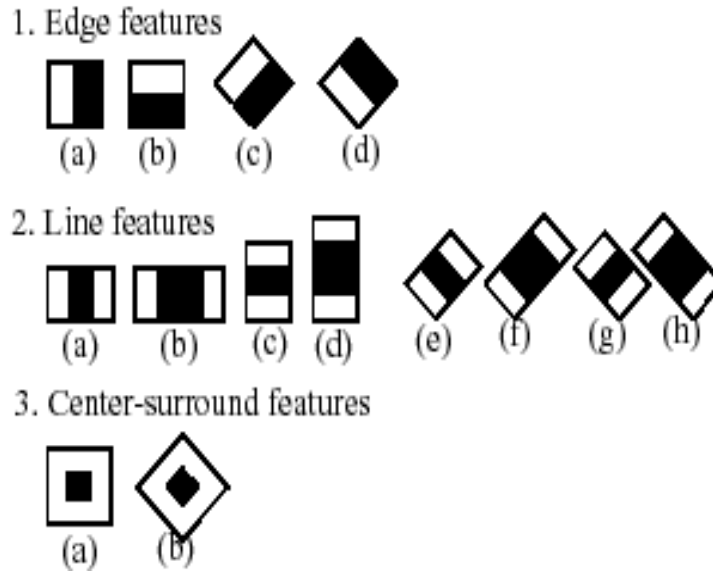 1. Edge features
(a) (b) (c) (d)
2. Line features
(a) (b) (c) (d) (e) (f) (g) (h)
3. Center-surround features
(a) (b)